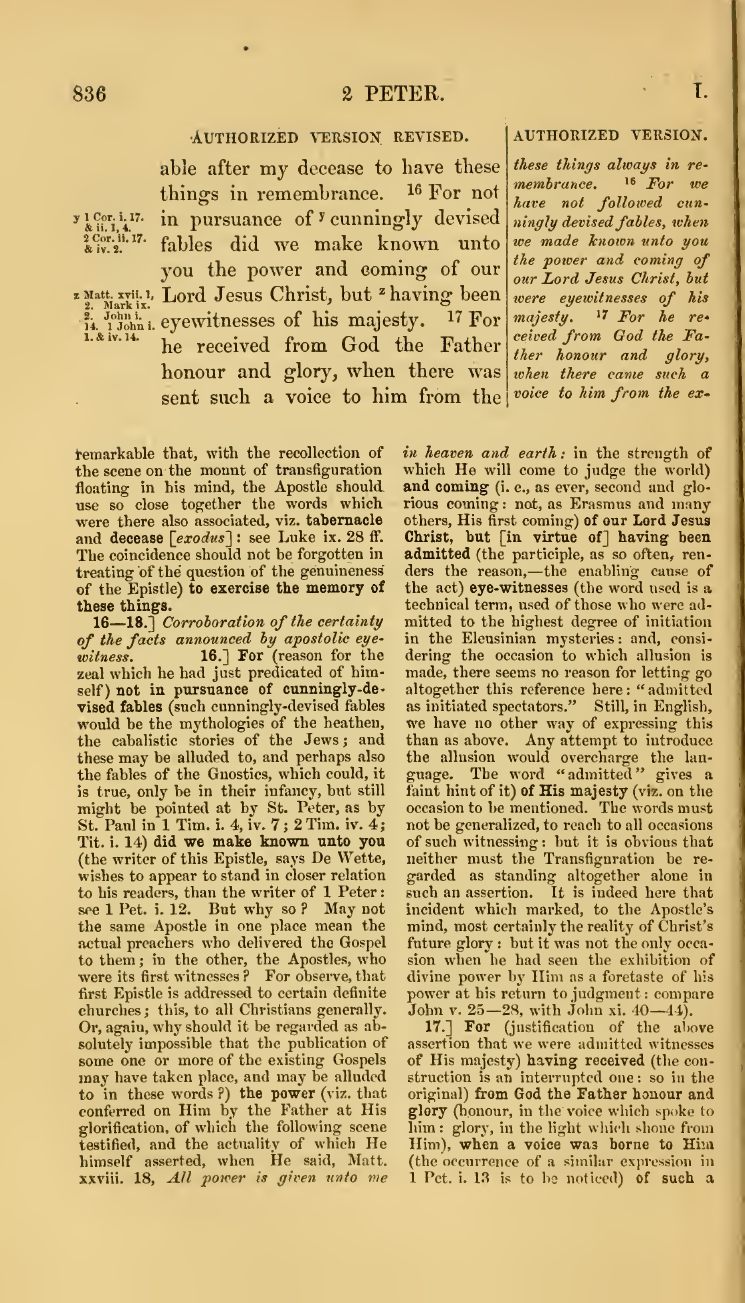 836
2 PETER.
I.
AUTHORIZED VERSION REVISED.
able after my decease to have these
things in remembrance. 16 For not
in pursuance of y cunningly devised
fables did we make known unto
you the power and coming of our
Lord Jesus Christ, but z having been
eyewitnesses of his majesty. 17 For
he received from God the Father
honour and glory, when there was
sent such a voice to him from the
y 1 Cor. i. 17.
& ii. 1, 4.
2 Cor. ii. 17.
& iv. 2.
z Matt. xvii. 1,
2. Mark ix.
2. John i.
14. 1 John i.
1. & iv. 14.
AUTHORIZED VERSION.
these things always in re-
membrance. 16 For we
have not followed cun-
ningly devised fables, when
we made known unto you
the power and coming of
our Lord Jesus Christ, but
were eyewitnesses of his
majesty. 17 For he re-
ceived from God the Fa-
ther honour and glory,
when there came such a
voice to him from the ex-
remarkable that, with the recollection of
the scene on the mount of transfiguration
floating in his mind, the Apostle should
use so close together the words which
were there also associated, viz. tabernacle
and decease [exodus]: see Luke ix. 28 ff.
The coincidence should not be forgotten in
treating of the question of the genuineness
of the Epistle) to exercise the memory of
these things.
16—18.] Corroboration of the certainty
of the facts announced by apostolic eye-
witness. 16.] For (reason for the
zeal which he had just predicated of him-
self) not in pursuance of cunningly-de-
vised fables (such cunningly-devised fables
would be the mythologies of the heathen,
the cabalistic stories of the Jews; and
these may be alluded to, and perhaps also
the fables of the Gnostics, which could, it
is true, only be in their infancy, but still
might be pointed at by St. Peter, as by
St. Paul in 1 Tim. i. 4, iv. 7; 2 Tim. iv. 4;
Tit. i. 14) did we make known unto you
(the writer of this Epistle, says De Wette,
wishes to appear to stand in closer relation
to his readers, than the writer of 1 Peter:
see 1 Pet. i. 12. But why so? May not
the same Apostle in one place mean the
actual preachers who delivered the Gospel
to them; in the other, the Apostles, who
were its first witnesses? For observe, that
first Epistle is addressed to certain definite
churches; this, to all Christians generally.
Or, again, why should it be regarded as ab-
solutely impossible that the publication of
some one or more of the existing Gospels
may have taken place, and may be alluded
to in these words?) the power (viz. that
conferred on Him by the Father at His
glorification, of which the following scene
testified, and the actuality of which He
himself asserted, when He said, Matt.
xxviii. 18, All power is given unto me
in heaven and earth: in the strength of
which He will come to judge the world)
and coming (i. e., as ever, second and glo-
rious coming: not, as Erasmus and many
others, His first coming) of our Lord Jesus
Christ, but [in virtue of] having been
admitted (the participle, as so often, ren-
ders the reason,—the enabling cause of
the act) eye-witnesses (the word used is a
technical term, used of those who were ad-
mitted to the highest degree of initiation
in the Eleusinian mysteries: and, consi-
dering the occasion to which allusion is
made, there seems no reason for letting go
altogether this reference here: "admitted
as initiated spectators." Still, in English,
we have no other way of expressing this
than as above. Any attempt to introduce
the allusion would overcharge the lan-
guage. The word "admitted" gives a
faint hint of it) of His majesty (viz. on the
occasion to be mentioned. The words must
not be generalized, to reach to all occasions
of such witnessing: but it is obvious that
neither must the Transfiguration be re-
garded as standing altogether alone in
such an assertion. It is indeed here that
incident which marked, to the Apostle's
mind, most certainly the reality of Christ's
future glory: but it was not the only occa-
sion when he had seen the exhibition of
divine power by Him as a foretaste of his
power at his return to judgment: compare
John v. 25—28, with John xi. 40—44).
17.] For (justification of the above
assertion that we were admitted witnesses
of His majesty) having received (the con-
struction is an interrupted one: so in the
original) from God the Father honour and
glory (honour, in the voice which spoke to
him: glory, in the light which shone from
Him), when a voice was borne to Him
(the occurrence of a similar expression in
1 Pet. i. 13 is to be noticed) of such a